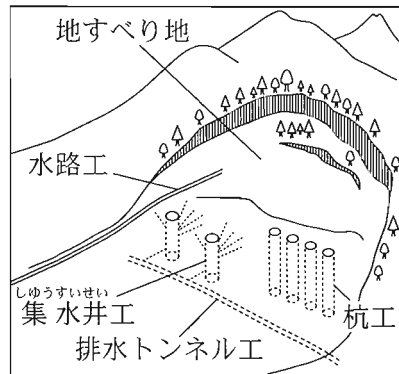 地すべり地
水路工
しゆうすいせい
集水井工
杭工
排水トンネル工